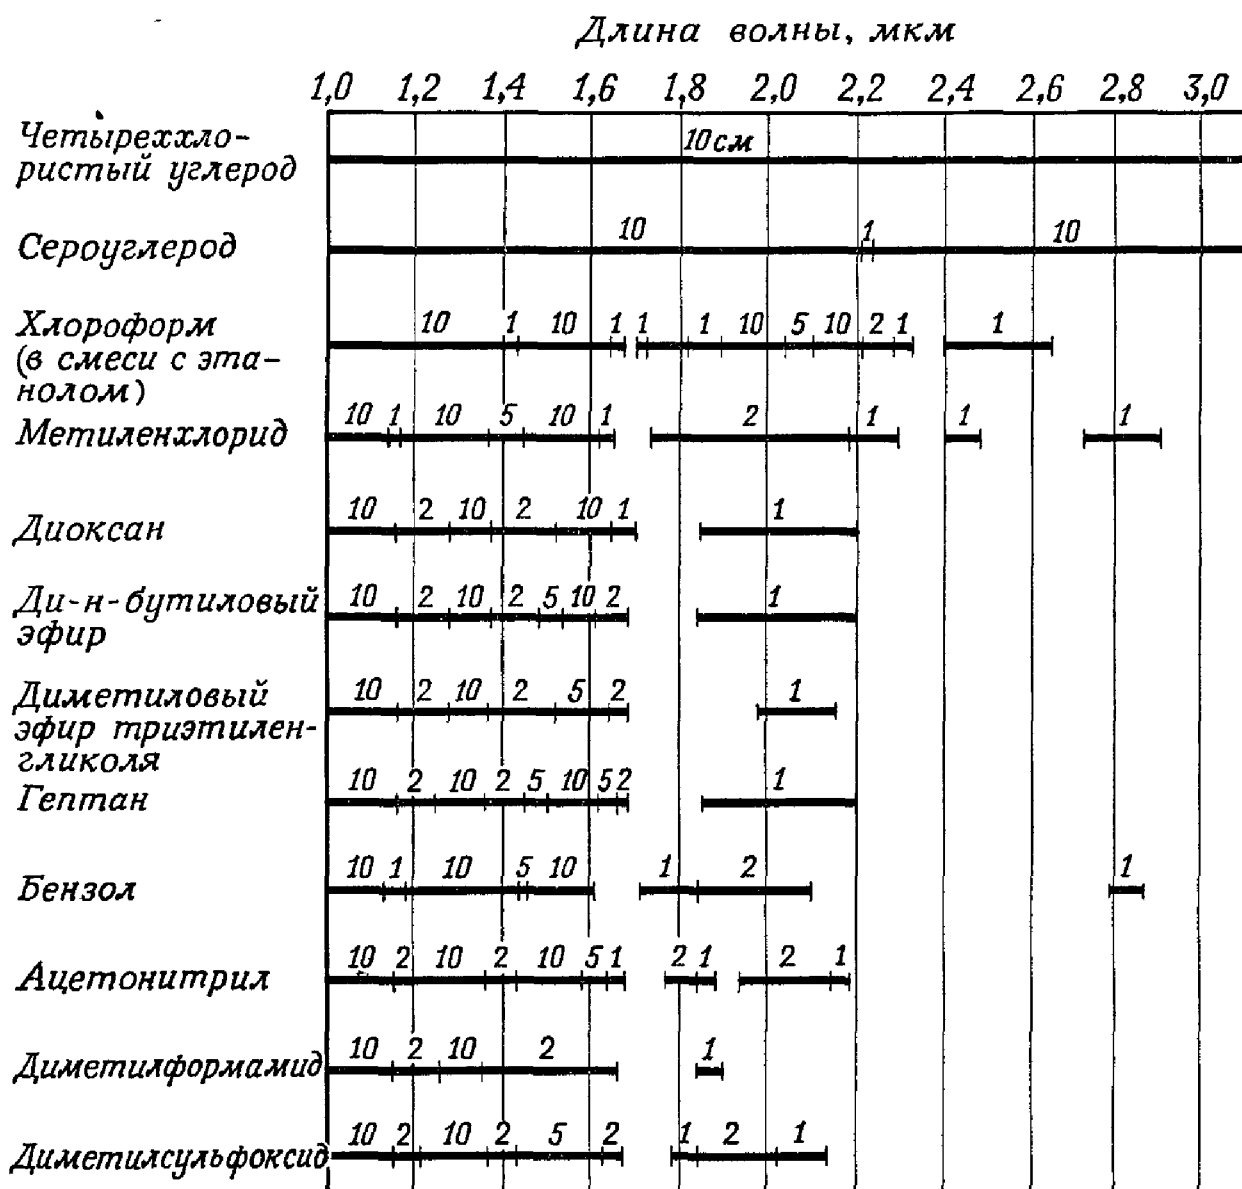 Длина волны, мкм
1,0 1,2 1,4 1,6 1,8 2,0 2,2 2,4 2,6 2,8 3,0
Четыреххло-
ристый углерод
10 см
Сероуглерод
10 1 10
Хлороформ
(в смеси с эта-
нолом)
10 1 10 1 1 1 10 5 10 2 1 1
Метиленхлорид
10 1 10 5 10 1 2 1 1 1
Диоксан
10 2 10 2 10 1 1
Ди-н-бутиловый
эфир
10 2 10 2 5 10 2 1
Диметиловый
эфир триэтилен-
гликоля
10 2 10 2 5 2 1
Гептан
10 2 10 2 5 10 5 2 1
Бензол
10 1 10 5 10 1 2 1
Ацетонитрил
10 2 10 2 10 5 1 2 1 2 1
Диметилформамид
10 2 10 2 1
Диметилсульфоксид
10 2 10 2 5 2 1 2 1